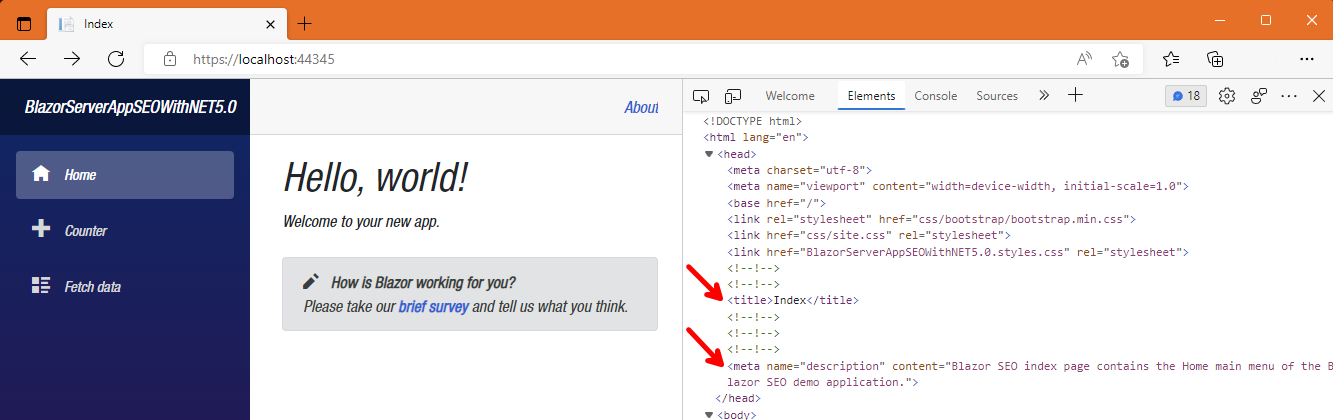 Index
https://localhost:44345
BlazorServerAppSEOWithNET5.0
About
Home
Counter
Fetch data
Hello, world!
Welcome to your new app.
How is Blazor working for you?
Please take our brief survey and tell us what you think.
Welcome Elements Console Sources 18
<!DOCTYPE html>
<html lang="en">
<head>
<meta charset="utf-8">
<meta name="viewport" content="width=device-width, initial-scale=1.0">
<base href="/">
<link rel="stylesheet" href="css/bootstrap/bootstrap.min.css">
<link href="css/site.css" rel="stylesheet">
<link href="BlazorServerAppSEOWithNET5.0.styles.css" rel="stylesheet">
<!--!-->
<!--!-->
<title>Index</title>
<!--!-->
<!--!-->
<!--!-->
<meta name="description" content="Blazor SEO index page contains the Home main menu of the B
lazor SEO demo application.">
</head>
<body>